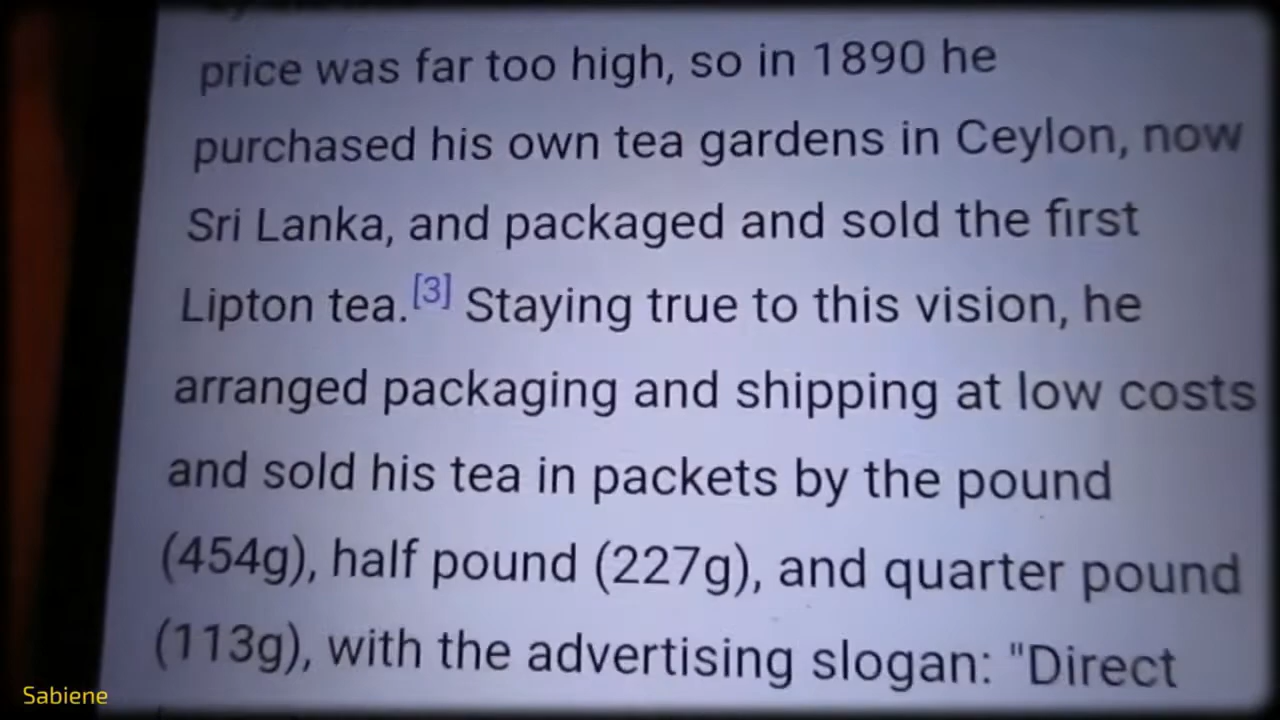 price was far too high, so in 1890 he
purchased his own tea gardens in Ceylon, now
Sri Lanka, and packaged and sold the first
Lipton tea.[3] Staying true to this vision, he
arranged packaging and shipping at low costs
and sold his tea in packets by the pound
(454g), half pound (227g), and quarter pound
(113g), with the advertising slogan: "Direct
Sabiene